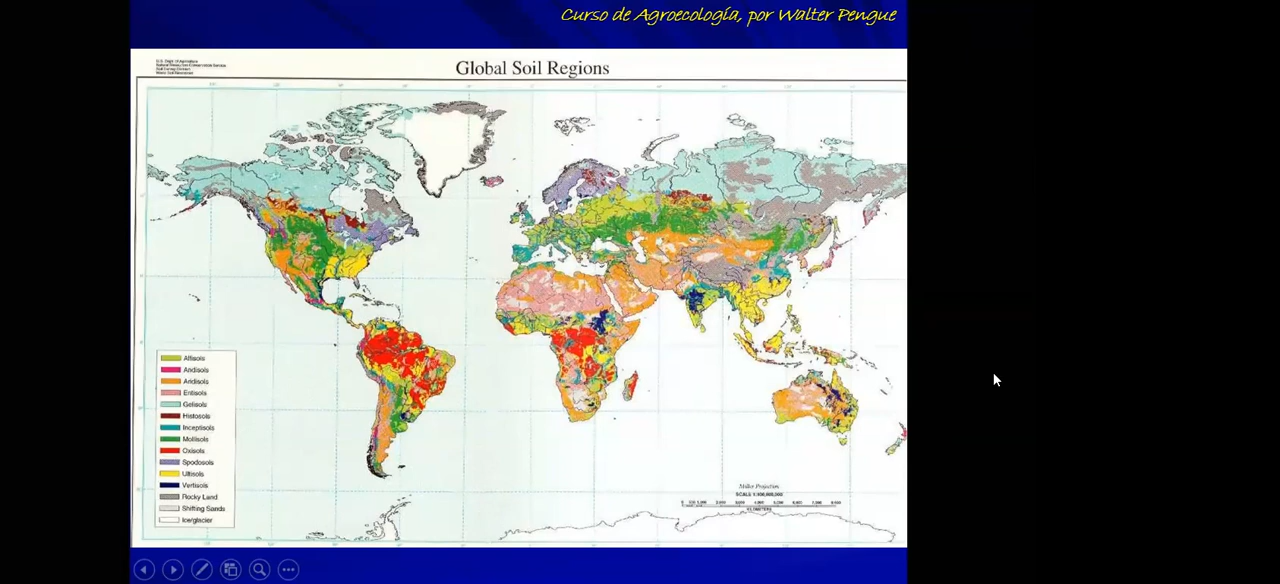 Curso de Agroecología, por Walter Pengue
Global Soil Regions
Alfisols
Andisols
Aridisols
Entisols
Gelisols
Histosols
Inceptisols
Mollisols
Oxisols
Spodosols
Ultisols
Vertisols
Rocky Land
Shifting Sands
Ice/glacier
Miller Projection
KILOMETERS